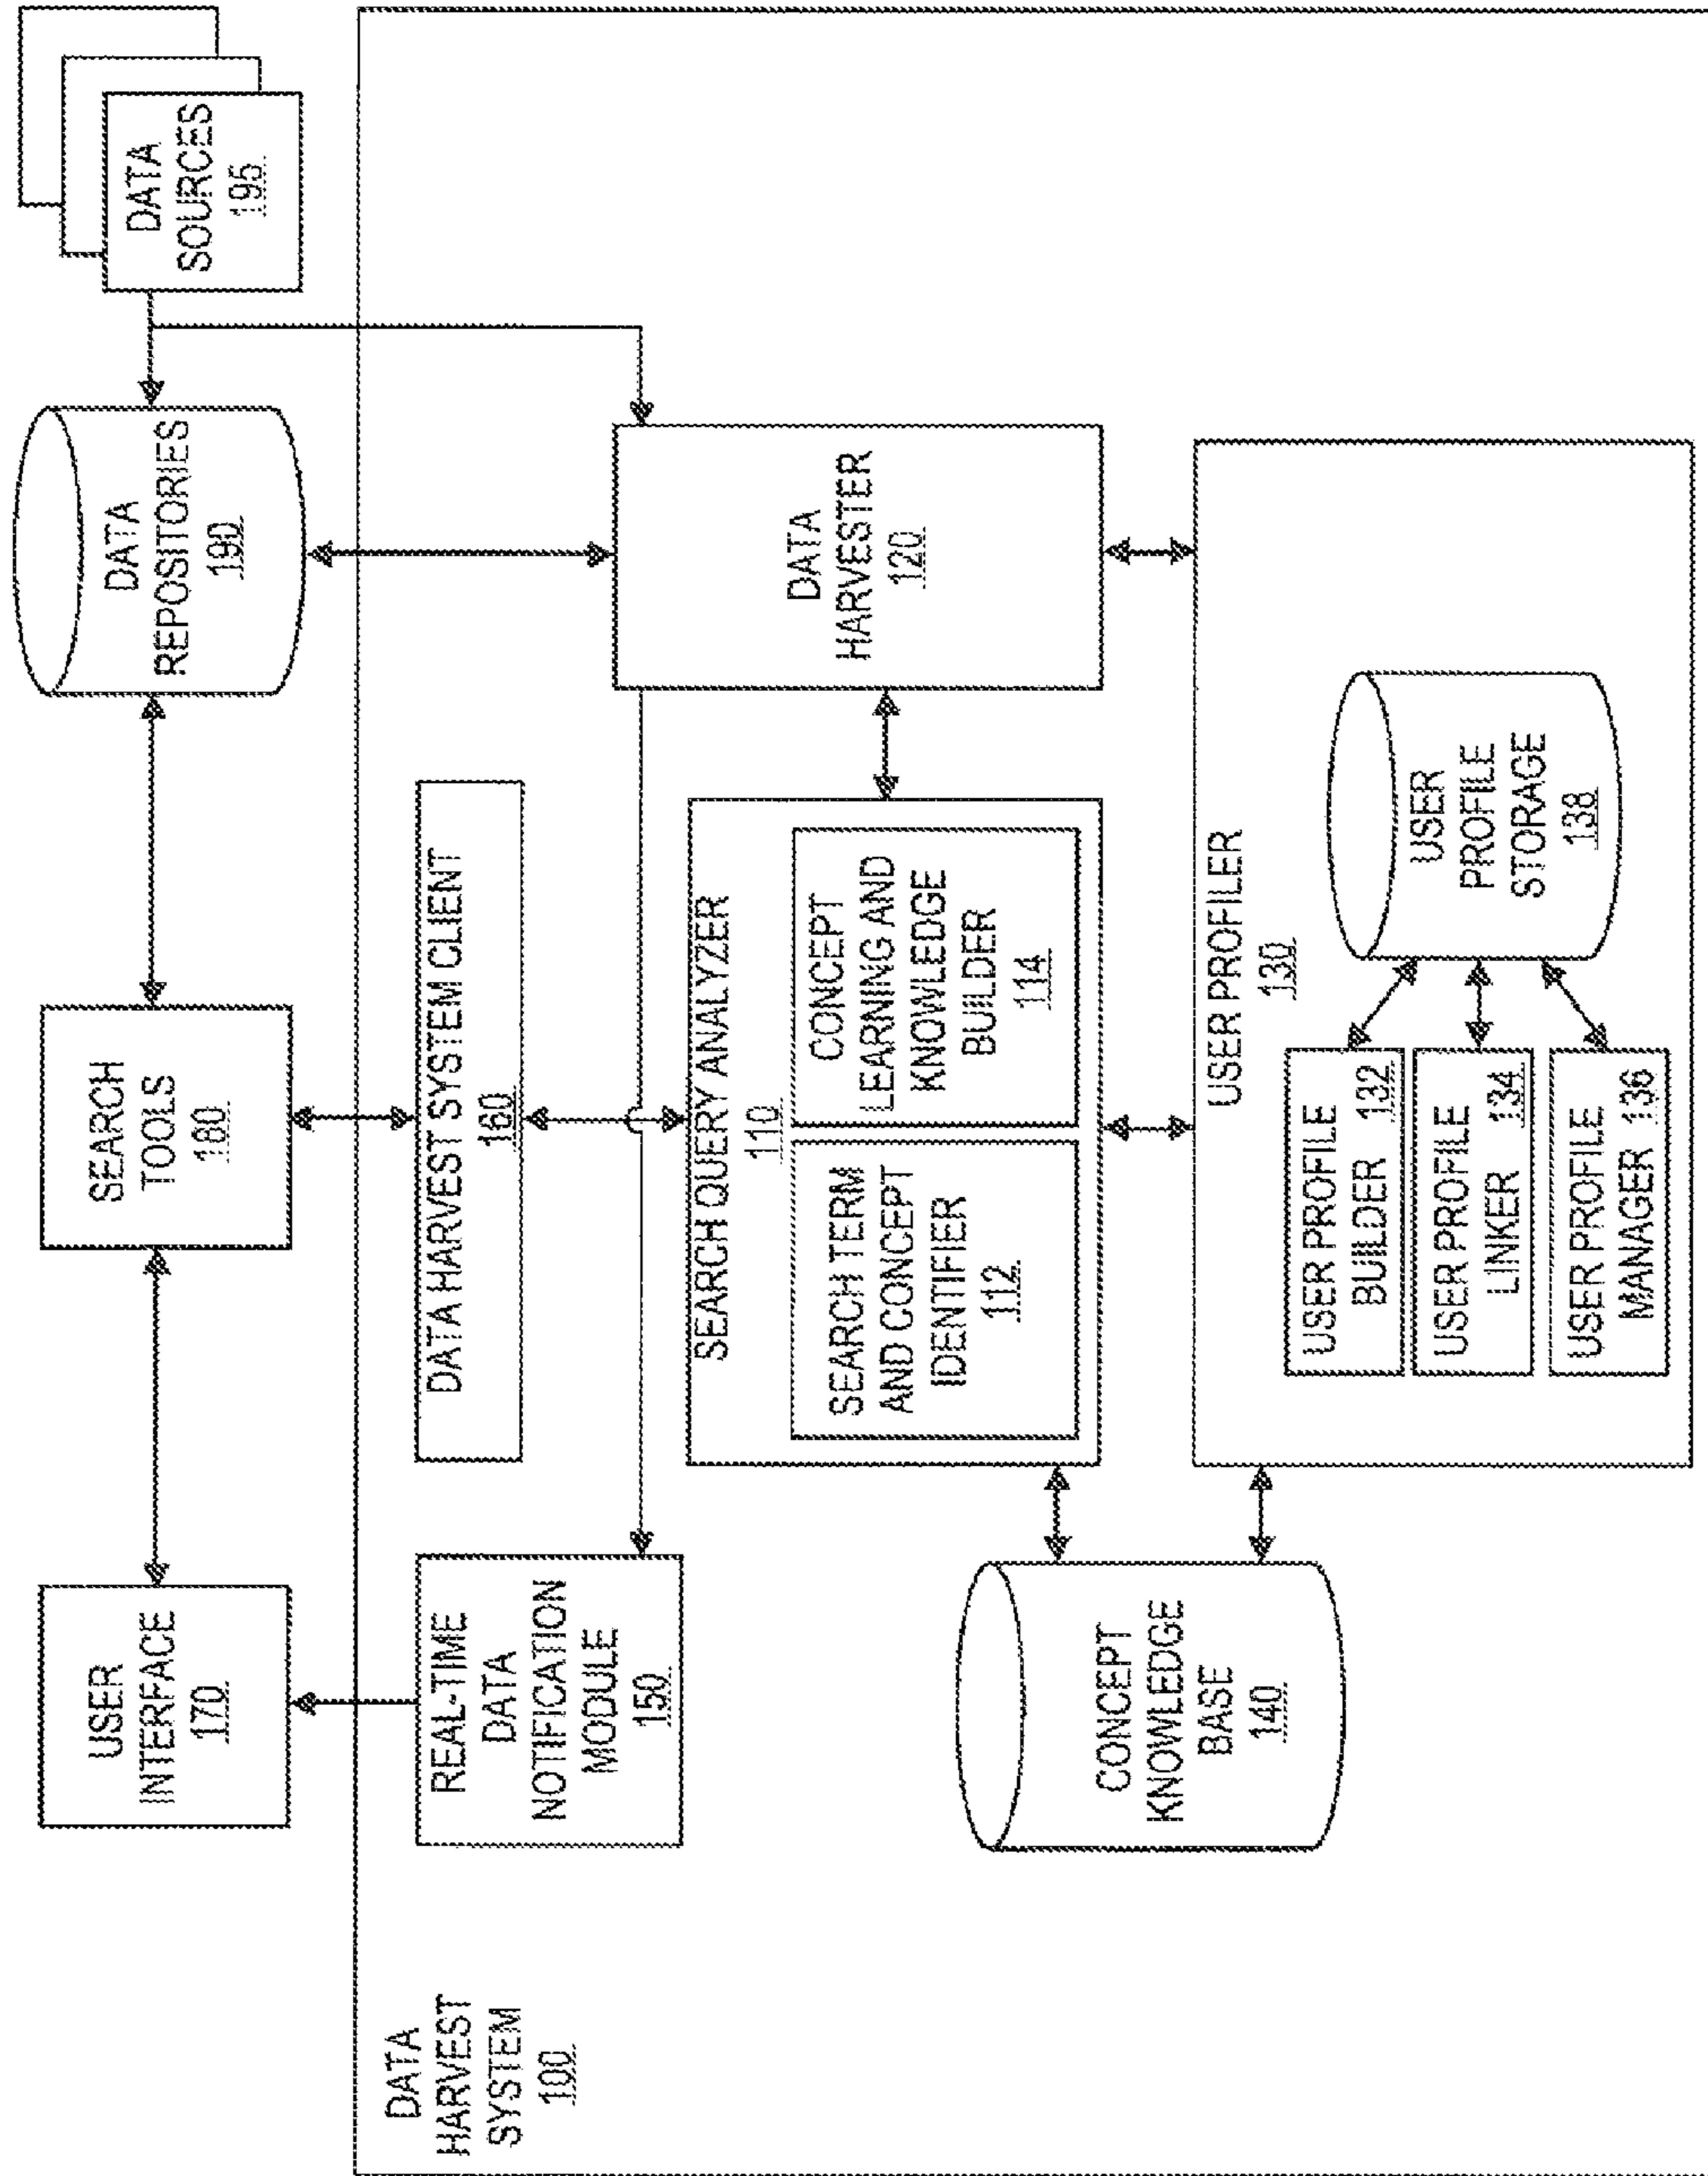 USER
INTERFACE
170
SEARCH
TOOLS
180
DATA
REPOSITORIES
190
DATA
SOURCES
195
DATA
HARVEST
SYSTEM
100
REAL-TIME
DATA
NOTIFICATION
MODULE
150
DATA HARVEST SYSTEM CLIENT
160
SEARCH QUERY ANALYZER
110
SEARCH TERM
AND CONCEPT
IDENTIFIER
112
CONCEPT
LEARNING AND
KNOWLEDGE
BUILDER
114
DATA
HARVESTER
120
CONCEPT
KNOWLEDGE
BASE
140
USER PROFILER
130
USER PROFILE
BUILDER 132
USER PROFILE
LINKER 134
USER PROFILE
MANAGER 136
USER
PROFILE
STORAGE
138